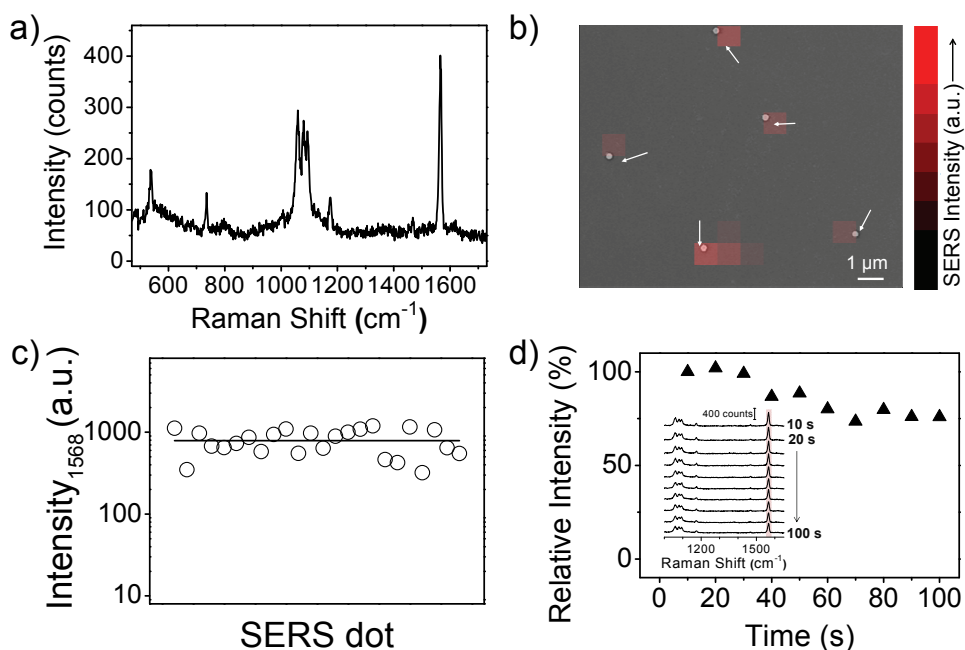 a)
400
300
200
100
0
Intensity (counts)
600 800 1000 1200 1400 1600
Raman Shift (cm⁻¹)
b)
1 µm
SERS Intensity (a.u.)
c)
1000
100
10
Intensity₁₅₆₈(a.u.)
SERS dot
d)
100
50
0
Relative Intensity (%)
400 counts
10 s
20 s
100 s
1200 1500
Raman Shift (cm⁻¹)
0 20 40 60 80 100
Time (s)